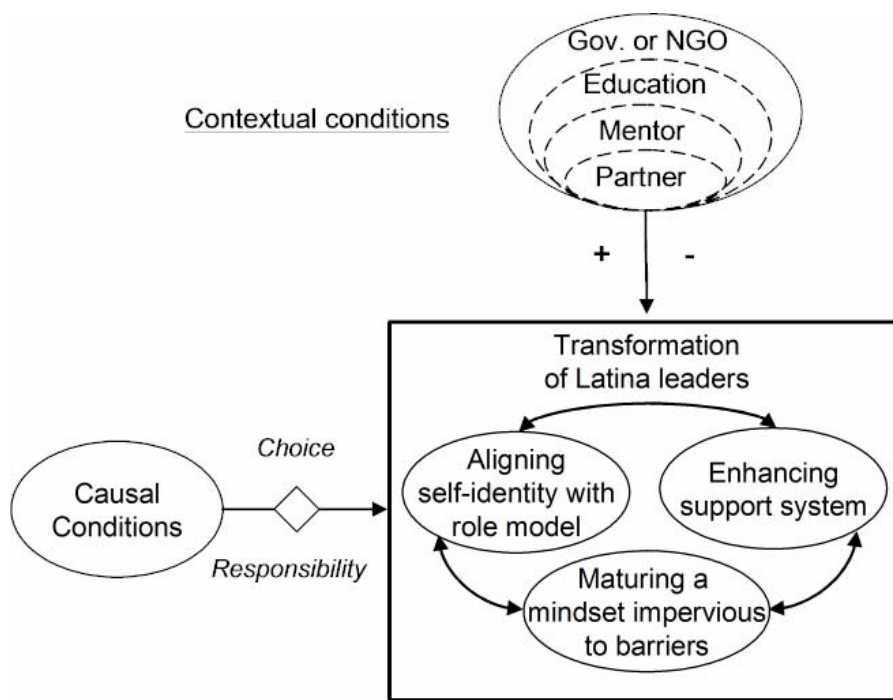 Gov. or NGO
Education
Mentor
Partner
Contextual conditions
+ -
Transformation
of Latina leaders
Aligning
self-identity with
role model
Enhancing
support system
Maturing a
mindset impervious
to barriers
Causal
Conditions
Choice
Responsibility